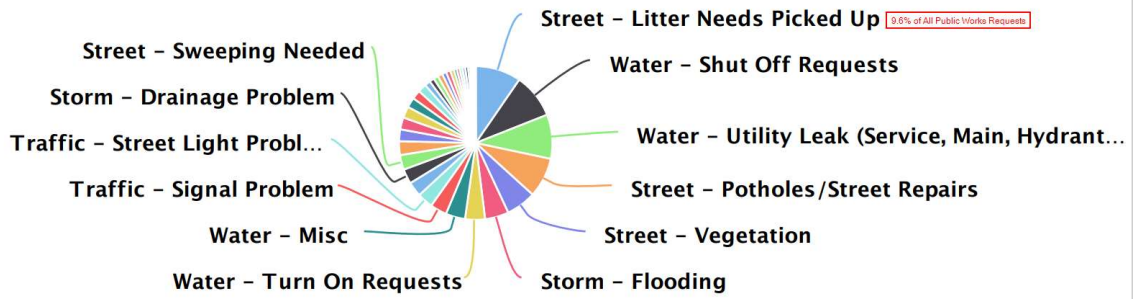 Street – Litter Needs Picked Up
9.6% of All Public Works Requests
Water – Shut Off Requests
Water – Utility Leak (Service, Main, Hydrant...
Street – Potholes/Street Repairs
Street – Vegetation
Storm – Flooding
Water – Turn On Requests
Water – Misc
Traffic – Signal Problem
Traffic – Street Light Probl...
Storm – Drainage Problem
Street – Sweeping Needed